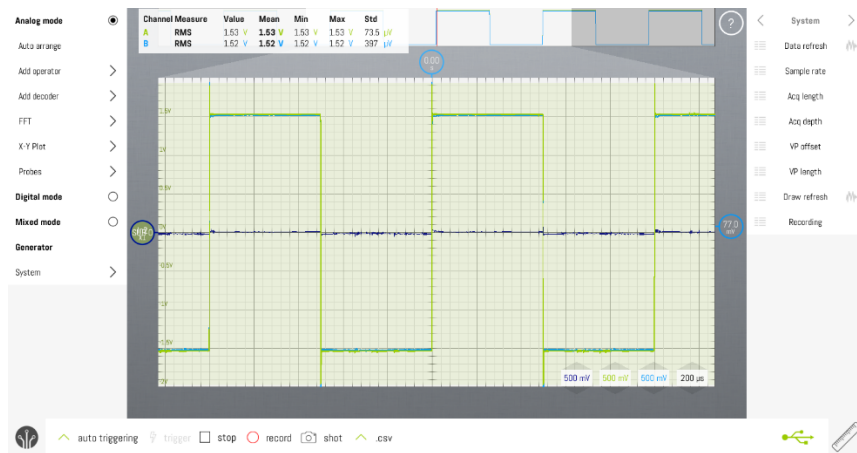 Analog mode
Auto arrange
Add operator
Add decoder
FFT
X-Y Plot
Probes
Digital mode
Mixed mode
Generator
System
Channel Measure Value Mean Min Max Std
A RMS 1.53 V 1.53 V 1.53 V 1.53 V 73.5 µV
B RMS 1.52 V 1.52 V 1.52 V 1.52 V 397 µV
0.00
?
1V
0.5V
-1V
77.0
mV
500 mV 500 mV 500 mV 200 µs
System
Data refresh
Sample rate
Acq length
Acq depth
VP offset
VP length
Draw refresh
Recording
auto triggering trigger stop record shot .csv